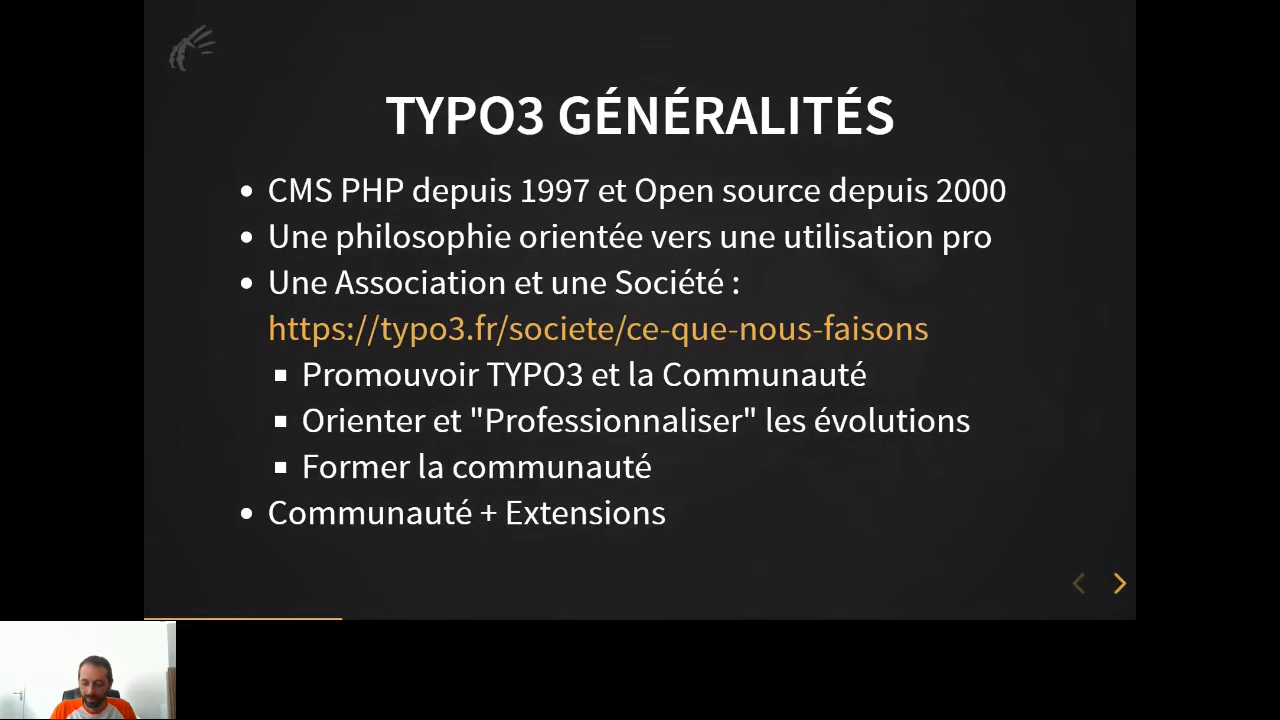 TYPO3 GÉNÉRALITÉS
CMS PHP depuis 1997 et Open source depuis 2000
Une philosophie orientée vers une utilisation pro
Une Association et une Société :
https://typo3.fr/societe/ce-que-nous-faisons
Promouvoir TYPO3 et la Communauté
Orienter et "Professionnaliser" les évolutions
Former la communauté
Communauté + Extensions